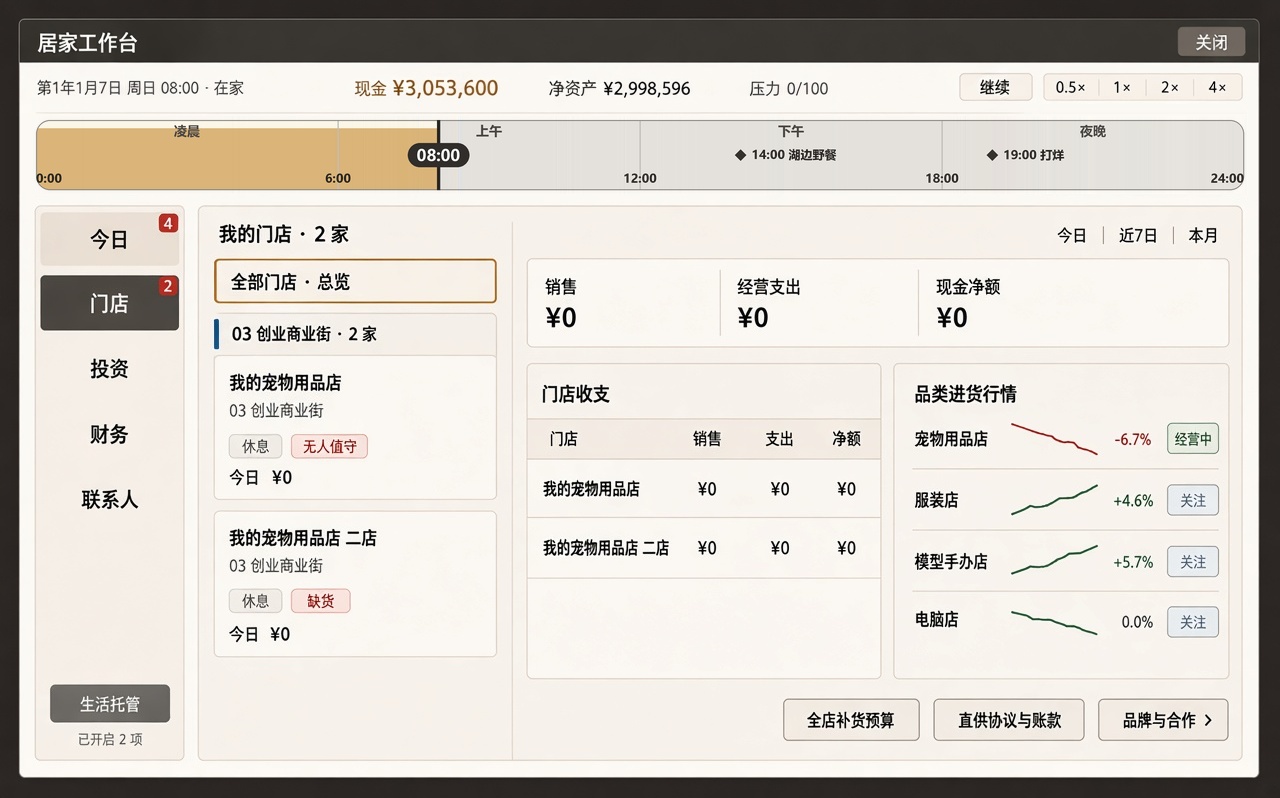 居家工作台
关闭
第1年1月7日 周日 08:00 · 在家
现金 ¥3,053,600
净资产 ¥2,998,596
压力 0/100
继续
0.5×
1×
2×
4×
凌晨
上午
下午
夜晚
08:00
◆ 14:00 湖边野餐
◆ 19:00 打烊
0:00
6:00
12:00
18:00
24:00
今日
4
门店
2
投资
财务
联系人
生活托管
已开启 2 项
我的门店 · 2 家
全部门店 · 总览
03 创业商业街 · 2 家
我的宠物用品店
03 创业商业街
休息
无人值守
今日 ¥0
我的宠物用品店 二店
03 创业商业街
休息
缺货
今日 ¥0
今日
近7日
本月
销售
¥0
经营支出
¥0
现金净额
¥0
门店收支
门店 销售 支出 净额
我的宠物用品店 ¥0 ¥0 ¥0
我的宠物用品店 二店 ¥0 ¥0 ¥0
品类进货行情
宠物用品店 -6.7% 经营中
服装店 +4.6% 关注
模型手办店 +5.7% 关注
电脑店 0.0% 关注
全店补货预算
直供协议与账款
品牌与合作 >